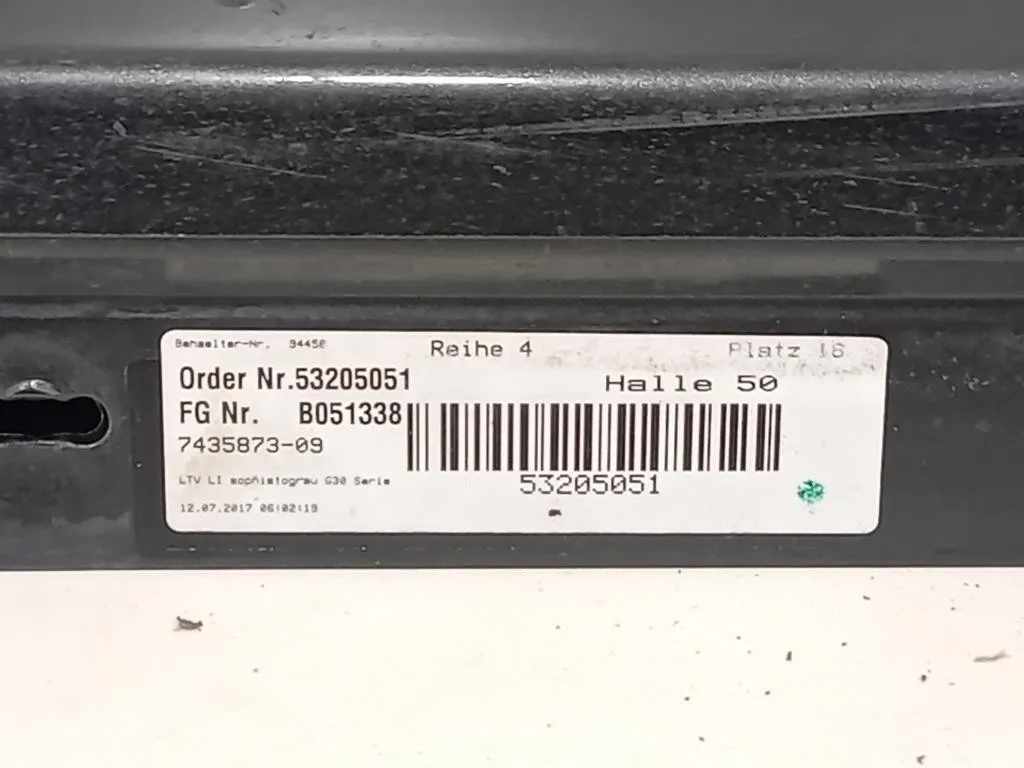 Behaelter-Nr. 94458
Reihe 4
Platz 16
Order Nr.53205051
Halle 50
FG Nr. B051338
7435873-09
53205051
LTV LI sophistograu G30 Serie
12.07.2017 06:02:19